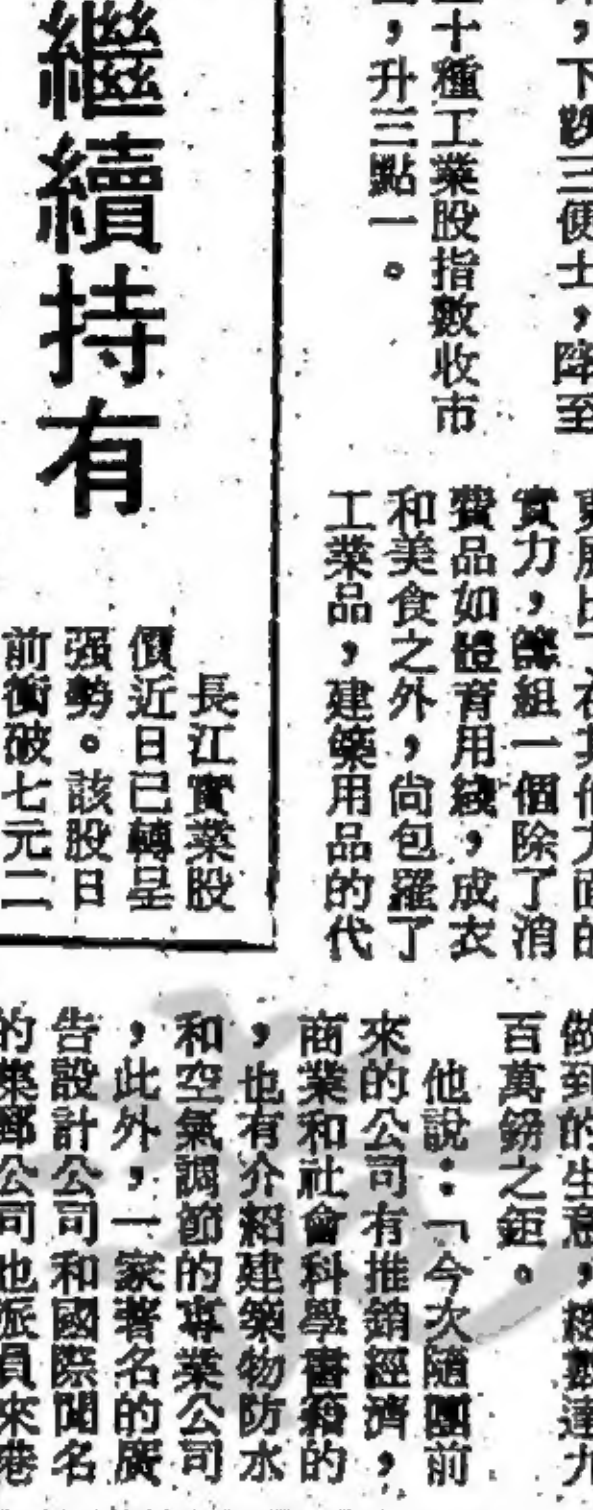 ，下跌三便士，降至
十種工業股指數收市
，升三點一。
實力，籌組一個除了消
費品如體育用綫，成衣
和美食之外，尚包羅了
工業品，建築用品的代
繼續持有
長江實業股
價近日已轉呈
强勢。該股日
前衝破七元二
做到的生意，總數達九
百萬鎊之鉅。
他說：「今次隨團前
來的公司有推銷經濟，
商業和社會科學書籍的
，也有介紹建築物防水
和空氣調節的專業公司
，此外，一家著名的廣
告設計公司和國際聞名
的集郵公司也派員來港